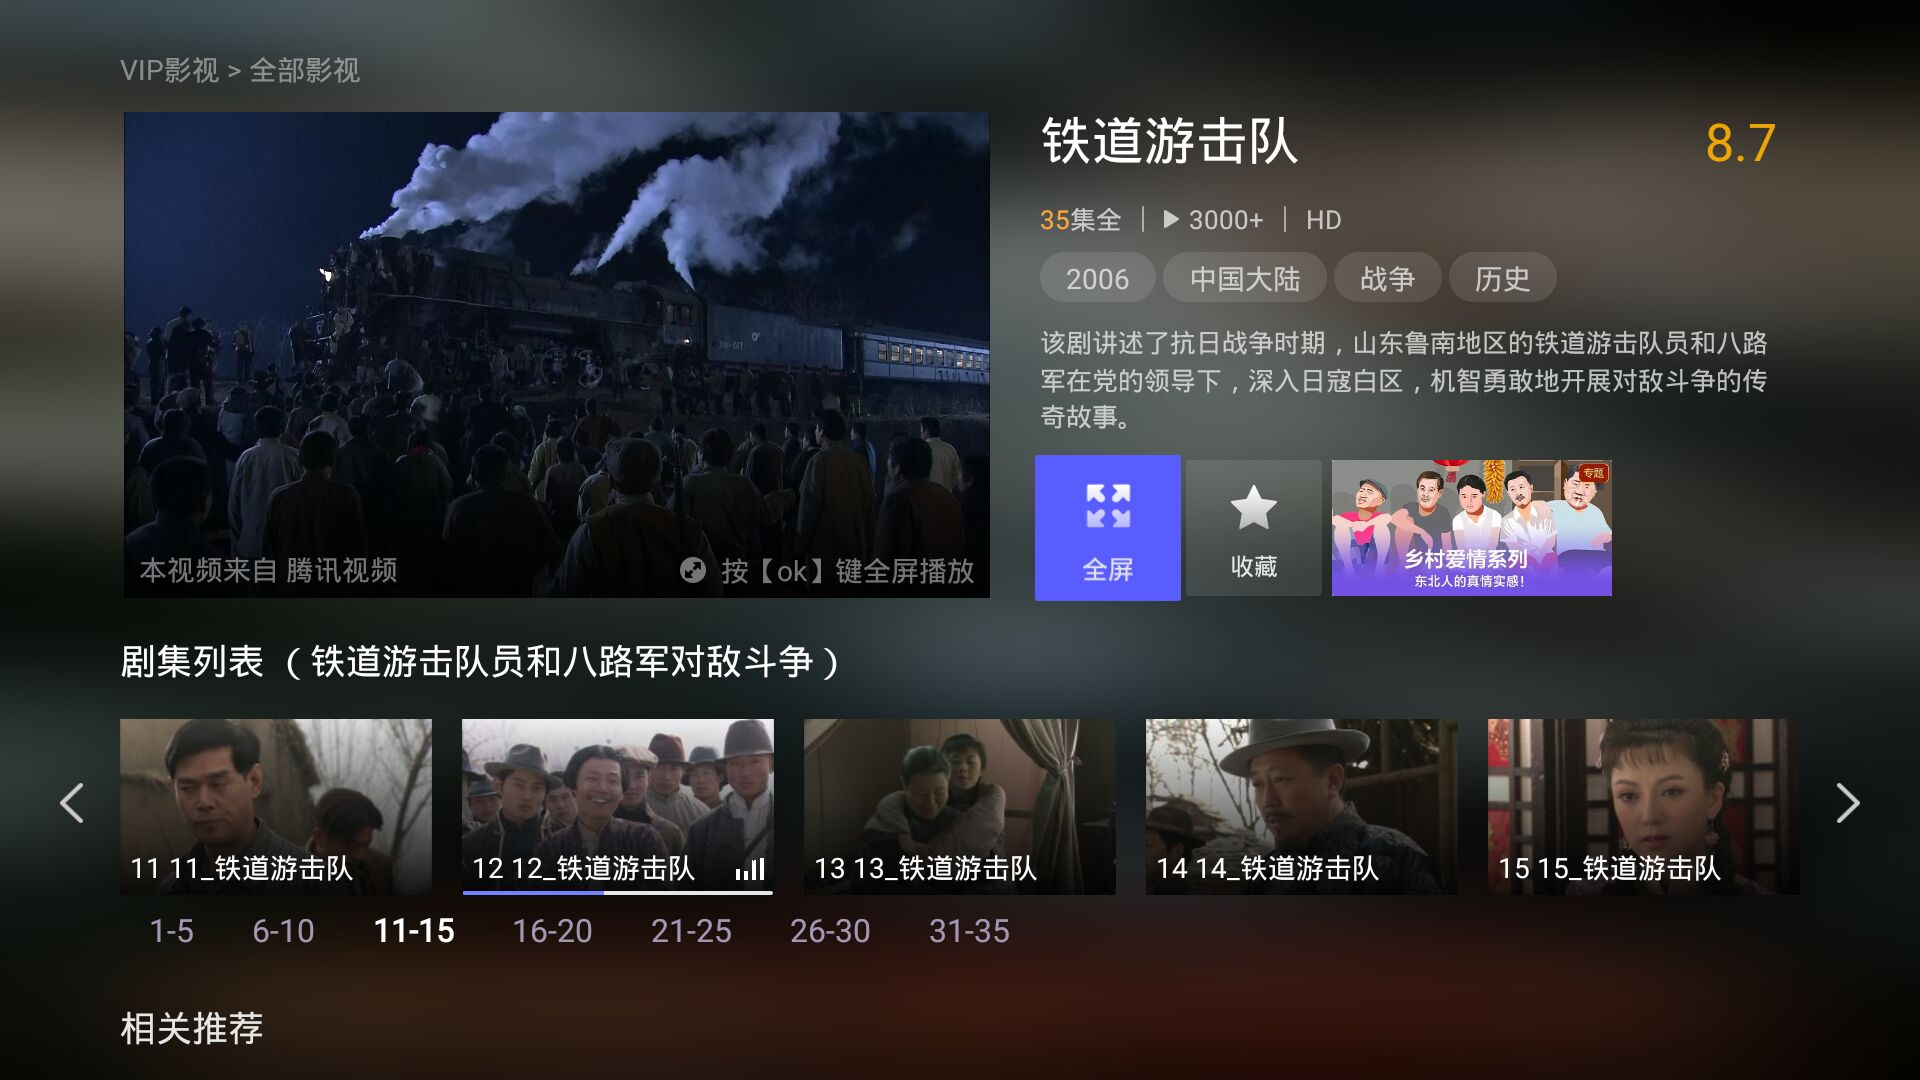 VIP影视 > 全部影视
铁道游击队
8.7
35集全 | 3000+ | HD
2006 中国大陆 战争 历史
该剧讲述了抗日战争时期，山东鲁南地区的铁道游击队员和八路
军在党的领导下，深入日寇白区，机智勇敢地开展对敌斗争的传
奇故事。
本视频来自 腾讯视频
按【ok】键全屏播放
全屏
收藏
专题
乡村爱情系列
东北人的真情实感！
剧集列表 （铁道游击队员和八路军对敌斗争）
11 11_铁道游击队
12 12_铁道游击队
13 13_铁道游击队
14 14_铁道游击队
15 15_铁道游击队
1-5 6-10 11-15 16-20 21-25 26-30 31-35
相关推荐